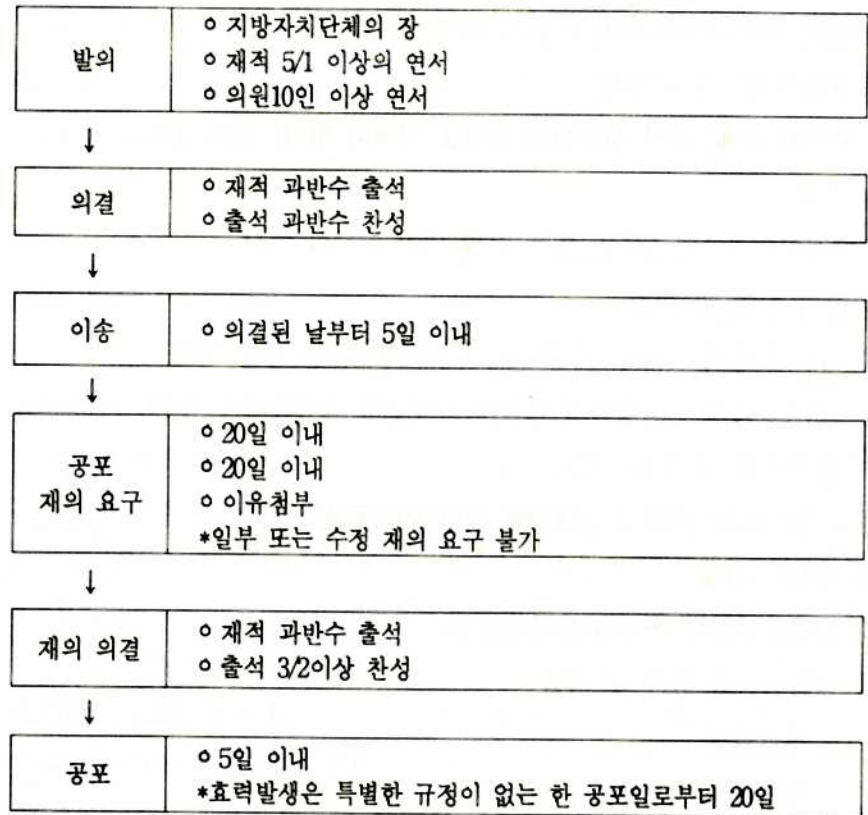 발의
○ 지방자치단체의 장
○ 재적 5/1 이상의 연서
○ 의원10인 이상 연서
↓
의결
○ 재적 과반수 출석
○ 출석 과반수 찬성
↓
이송
○ 의결된 날부터 5일 이내
↓
공포
재의 요구
○ 20일 이내
○ 20일 이내
○ 이유첨부
*일부 또는 수정 재의 요구 불가
↓
재의 의결
○ 재적 과반수 출석
○ 출석 3/2이상 찬성
↓
공포
○ 5일 이내
*효력발생은 특별한 규정이 없는 한 공포일로부터 20일